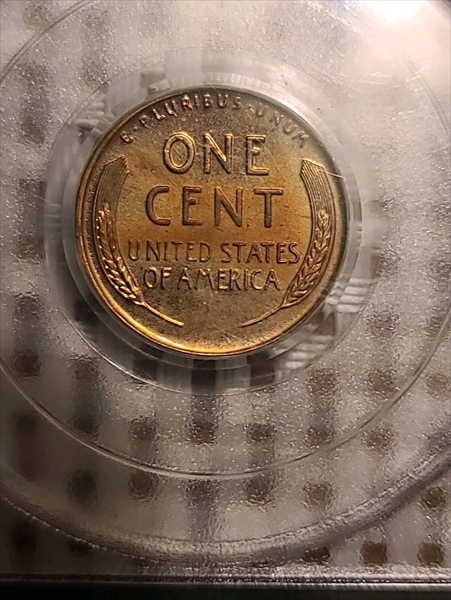 E·PLURIBUS·UNUM
ONE
CENT
UNITED STATES
OF AMERICA